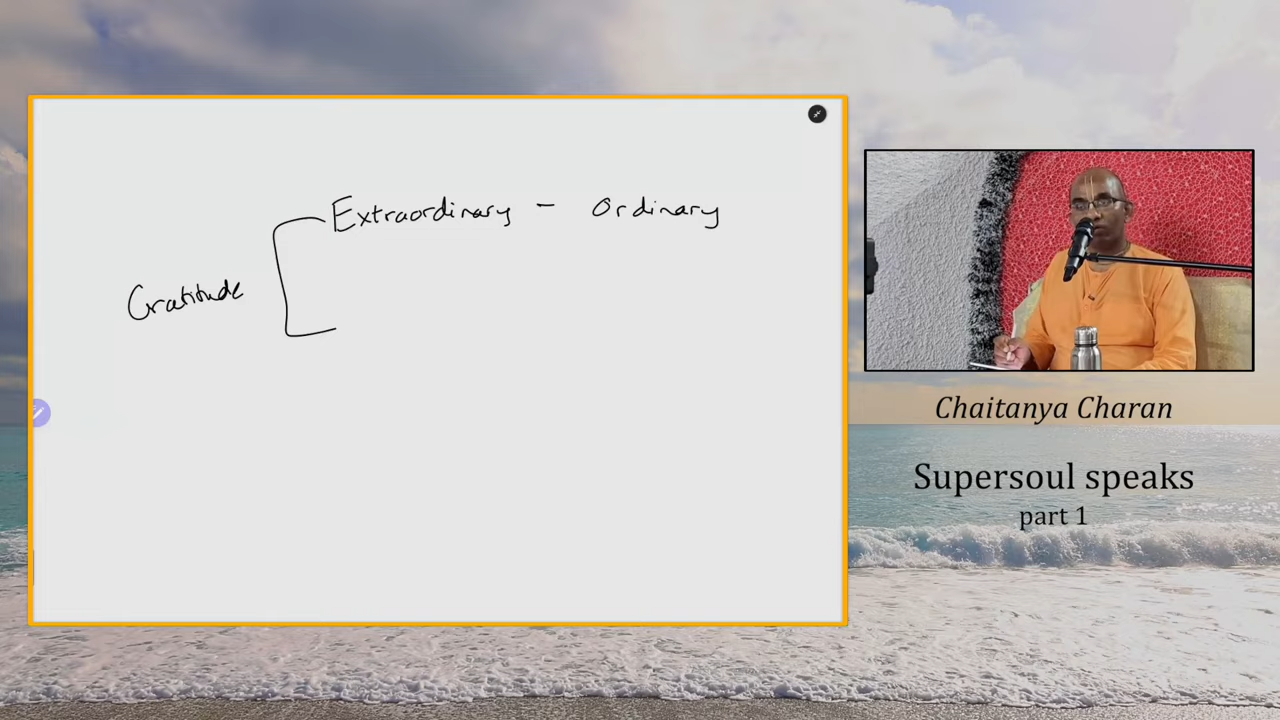 Extraordinary - Ordinary
Gratitude
Chaitanya Charan
Supersoul speaks
part 1